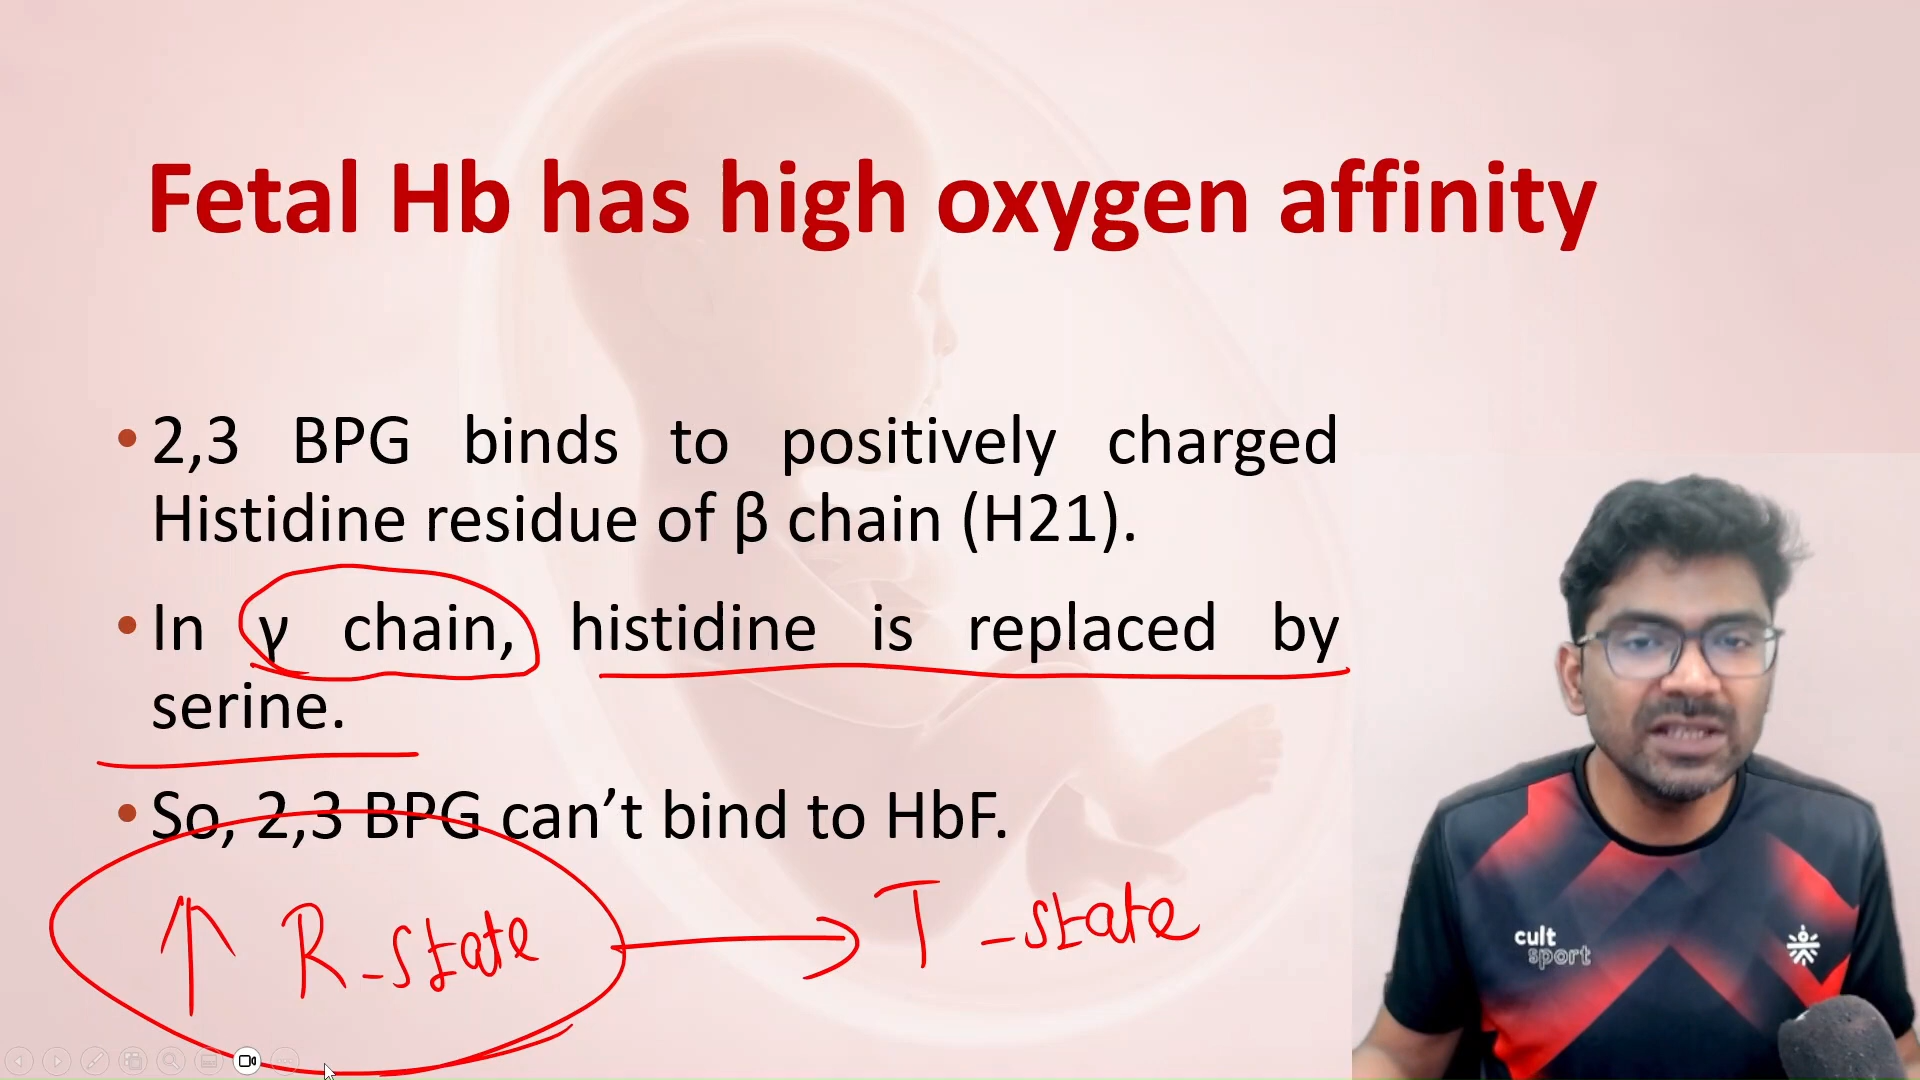 Fetal Hb has high oxygen affinity
• 2,3 BPG binds to positively charged
Histidine residue of β chain (H21).
• In γ chain, histidine is replaced by
serine.
• So, 2,3 BPG can’t bind to HbF.
↑ R-state → T-state
cult
sport